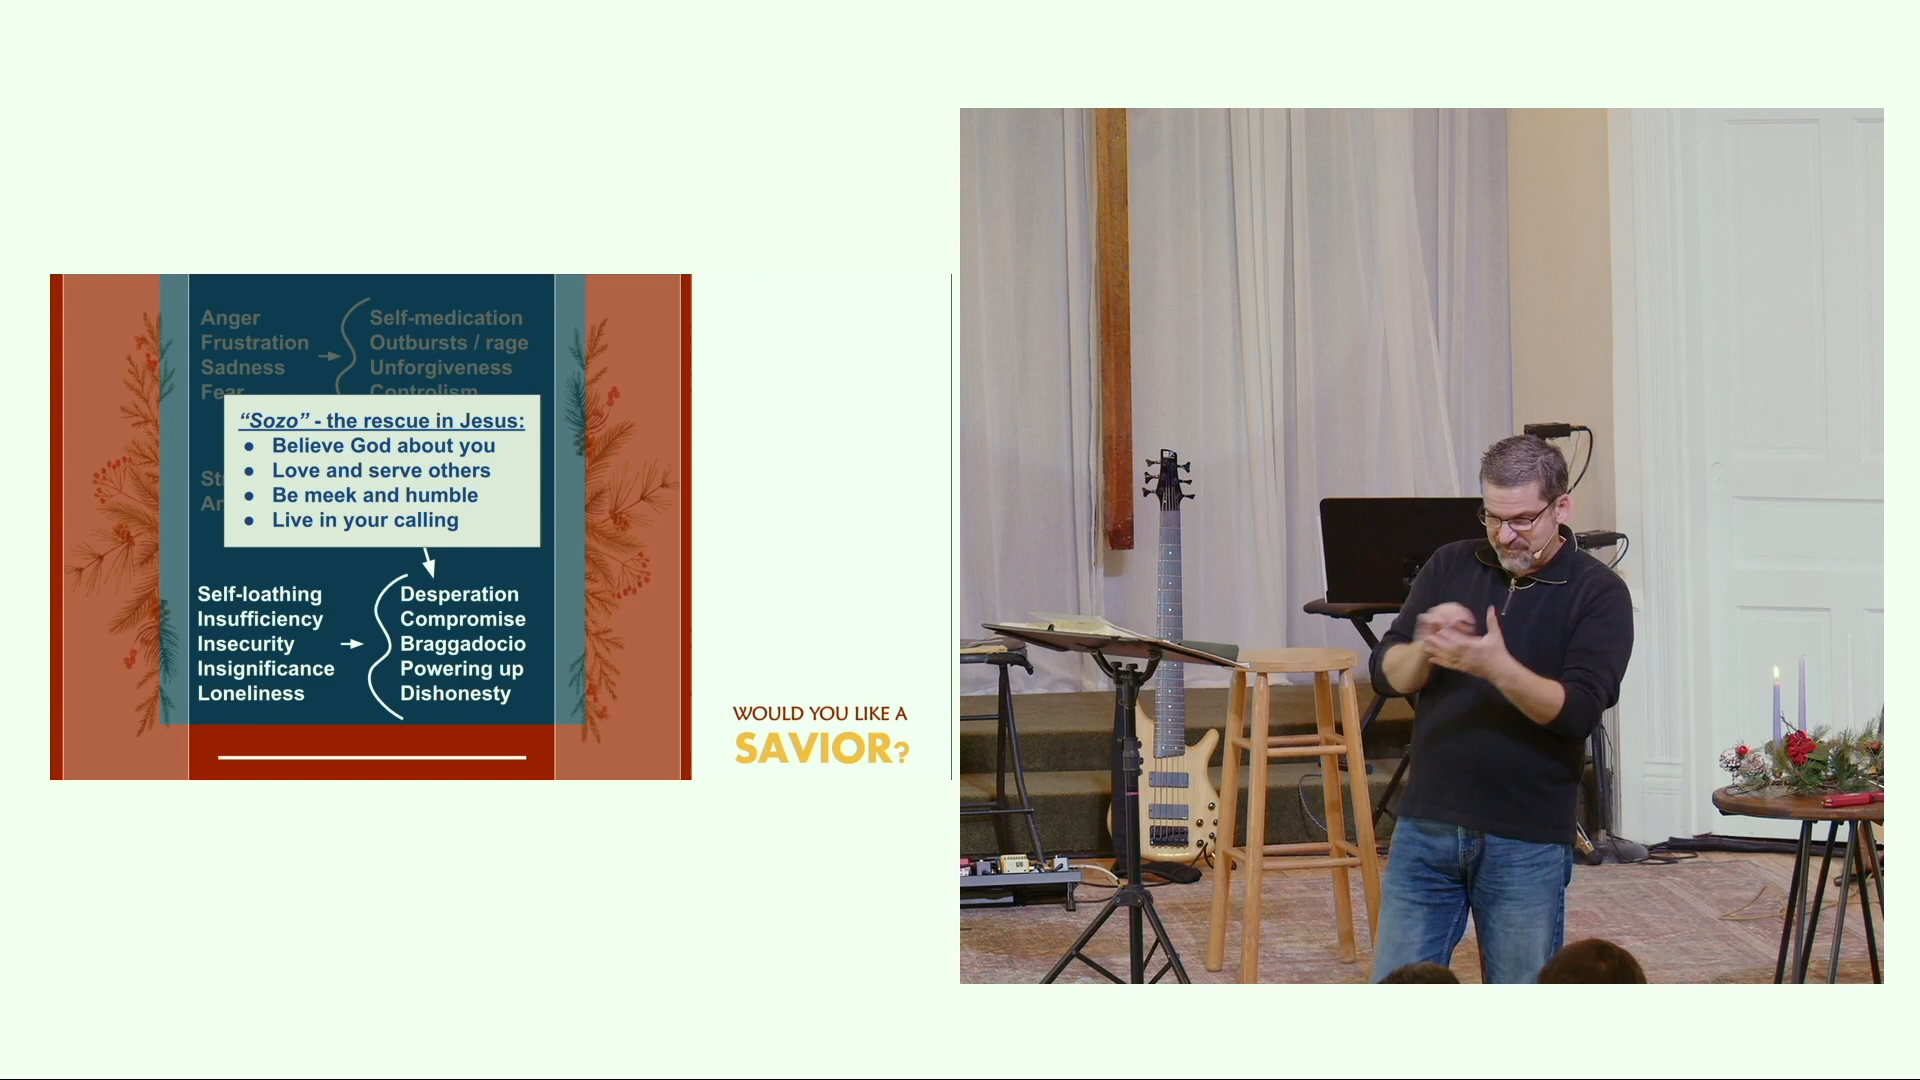 Anger
Frustration
Sadness
Fear
Self-medication
Outbursts / rage
Unforgiveness
Controlism
“Sozo” - the rescue in Jesus:
● Believe God about you
● Love and serve others
● Be meek and humble
● Live in your calling
Self-loathing
Insufficiency
Insecurity
Insignificance
Loneliness
Desperation
Compromise
Braggadocio
Powering up
Dishonesty
WOULD YOU LIKE A
SAVIOR?